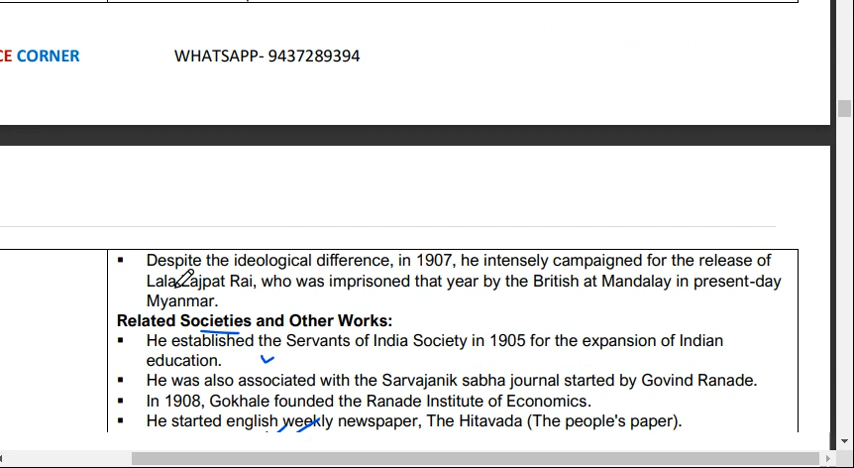 CE CORNER WHATSAPP- 9437289394
▪ Despite the ideological difference, in 1907, he intensely campaigned for the release of
Lala Lajpat Rai, who was imprisoned that year by the British at Mandalay in present-day
Myanmar.
Related Societies and Other Works:
▪ He established the Servants of India Society in 1905 for the expansion of Indian
education.
▪ He was also associated with the Sarvajanik sabha journal started by Govind Ranade.
▪ In 1908, Gokhale founded the Ranade Institute of Economics.
▪ He started english weekly newspaper, The Hitavada (The people's paper).